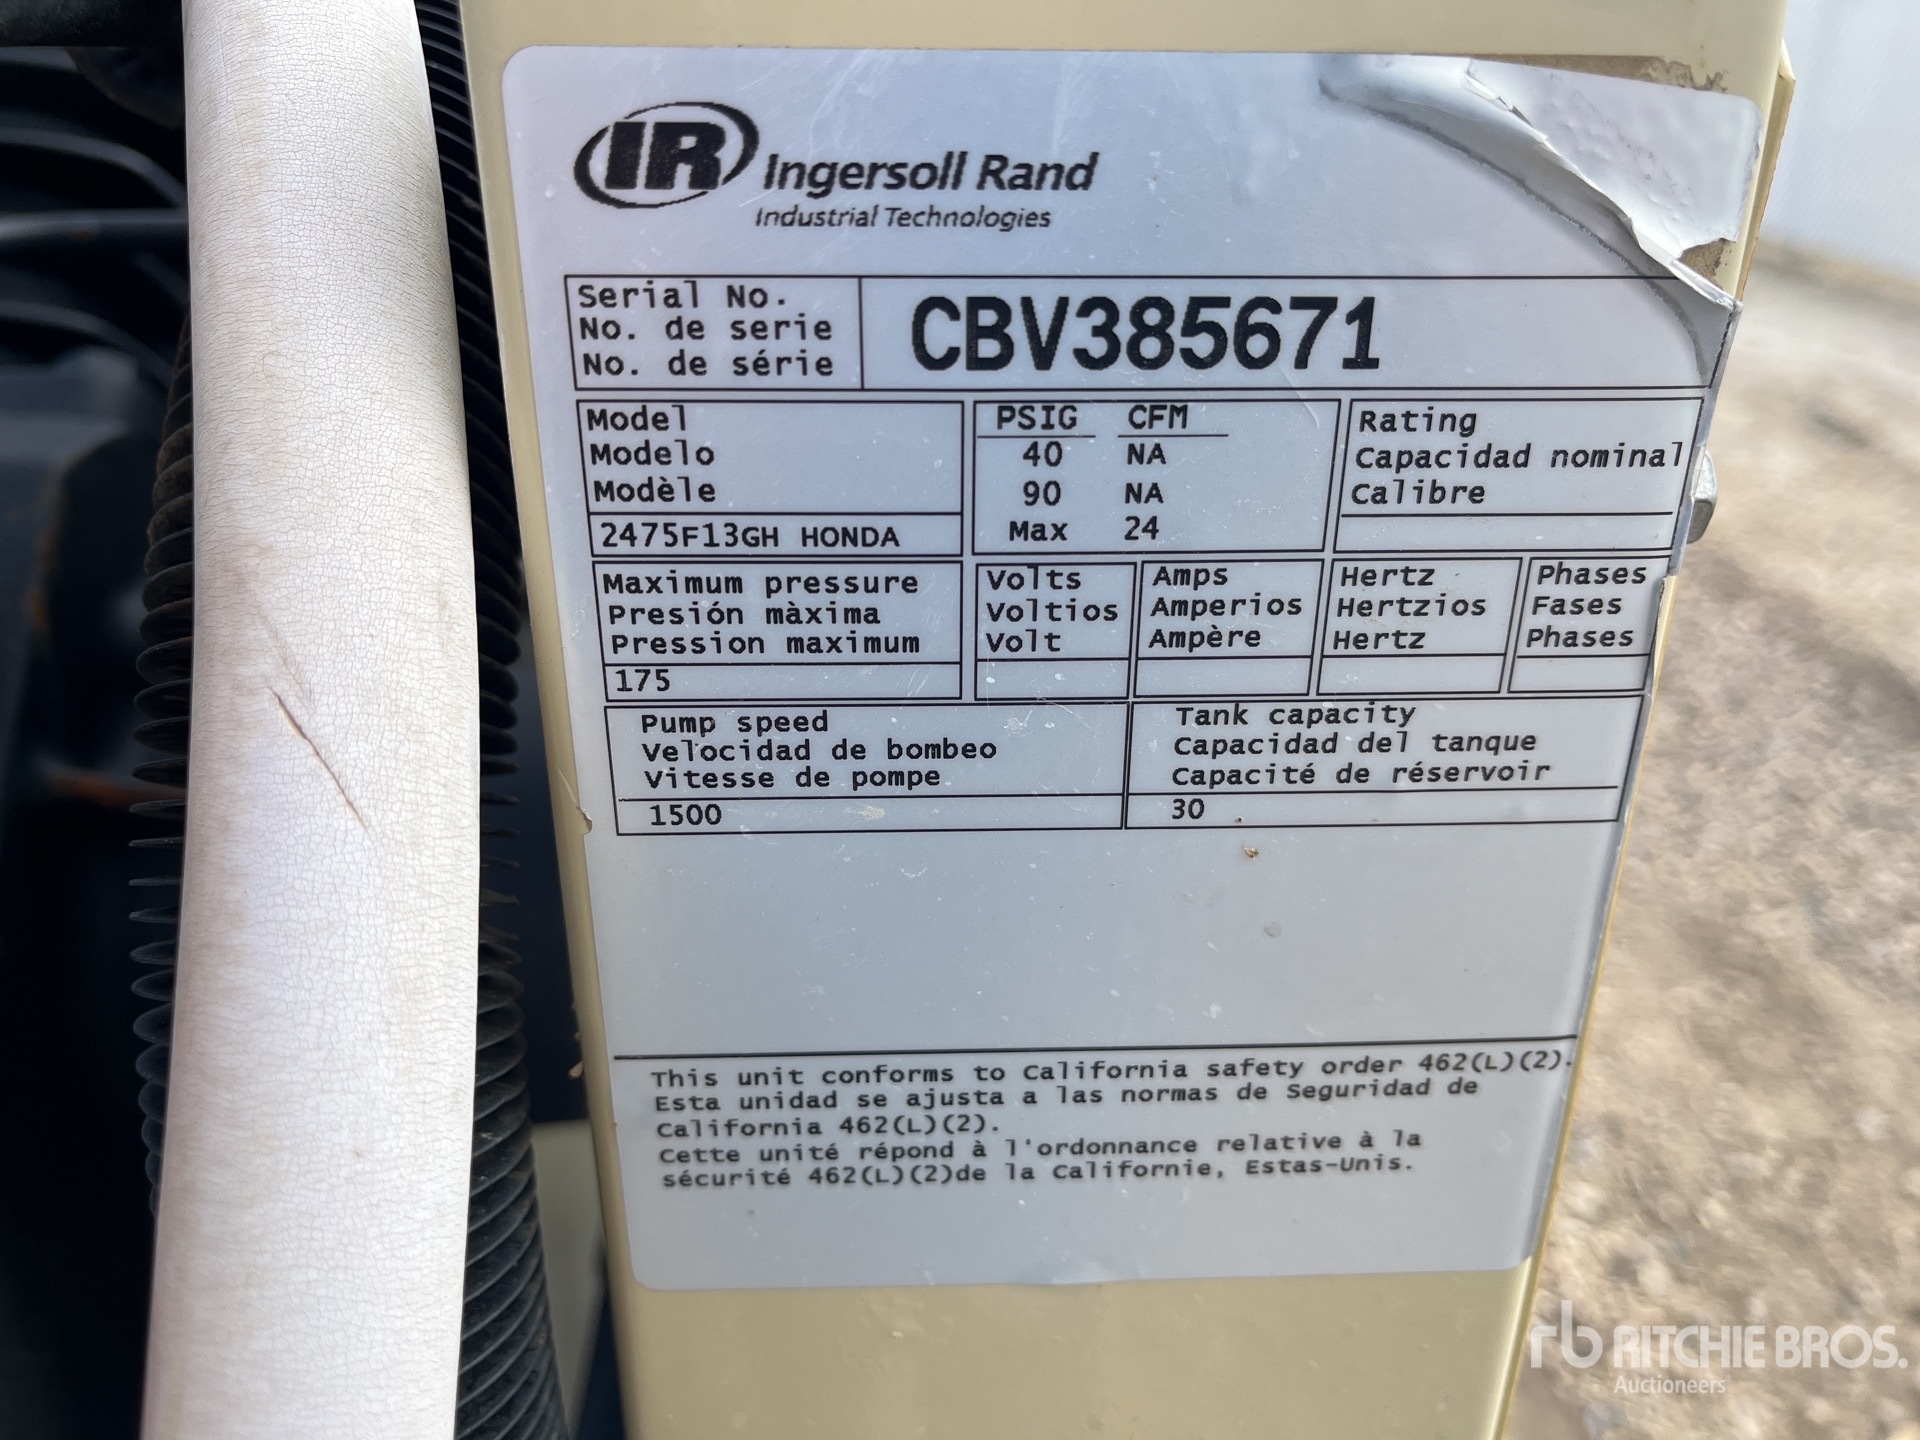 IR Ingersoll Rand
Industrial Technologies
Serial No.
No. de serie
No. de série
CBV385671
Model
Modelo
Modèle
2475F13GH HONDA
PSIG CFM
40 NA
90 NA
Max 24
Rating
Capacidad nominal
Calibre
Maximum pressure
Presión màxima
Pression maximum
175
Volts
Voltios
Volt
Amps
Amperios
Ampère
Hertz
Hertzios
Hertz
Phases
Fases
Phases
Pump speed
Velocidad de bombeo
Vitesse de pompe
1500
Tank capacity
Capacidad del tanque
Capacité de réservoir
30
This unit conforms to California safety order 462(L)(2).
Esta unidad se ajusta a las normas de Seguridad de
California 462(L)(2).
Cette unité répond à l'ordonnance relative à la
sécurité 462(L)(2)de la Californie, Estas-Unis.
rb RITCHIE BROS.
Auctioneers